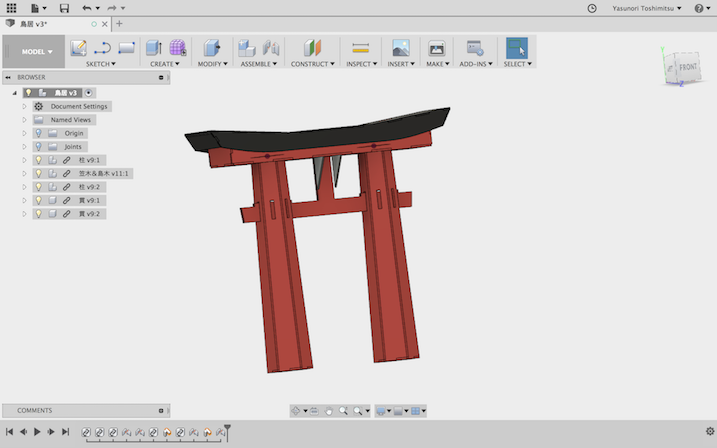 Yasunori Toshimitsu
鳥居 v3*
MODEL
SKETCH
CREATE
MODIFY
ASSEMBLE
CONSTRUCT
INSPECT
INSERT
MAKE
ADD-INS
SELECT
FRONT
BROWSER
鳥居 v3
Document Settings
Named Views
Origin
Joints
柱 v9:1
笠木&島木 v11:1
柱 v9:2
貫 v9:1
貫 v9:2
COMMENTS